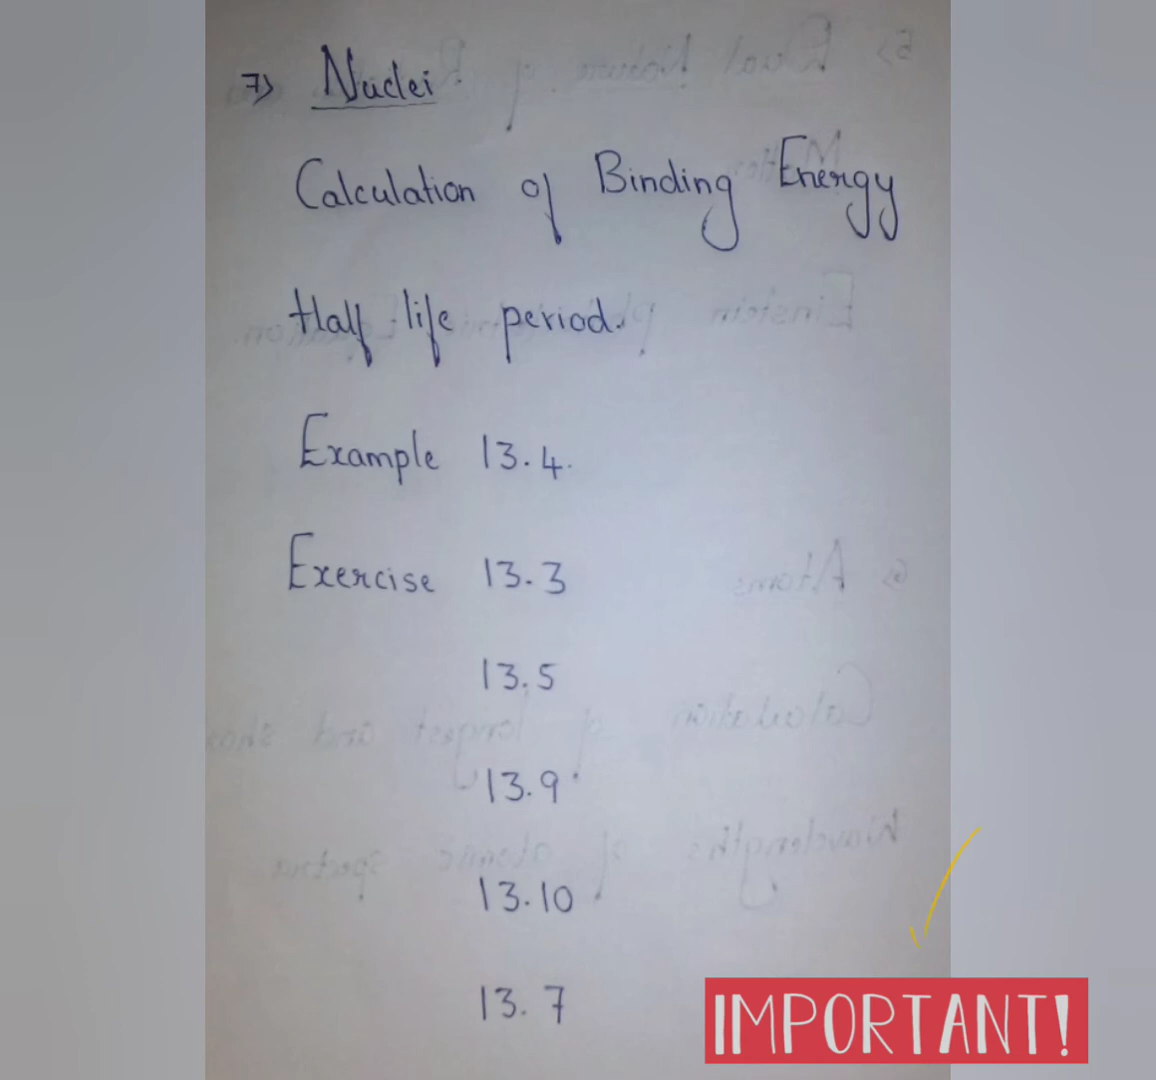 7) Nuclei
Calculation of Binding Energy
Half life period.
Example 13.4.
Exercise 13.3
13.5
13.9
13.10
13.7
IMPORTANT!